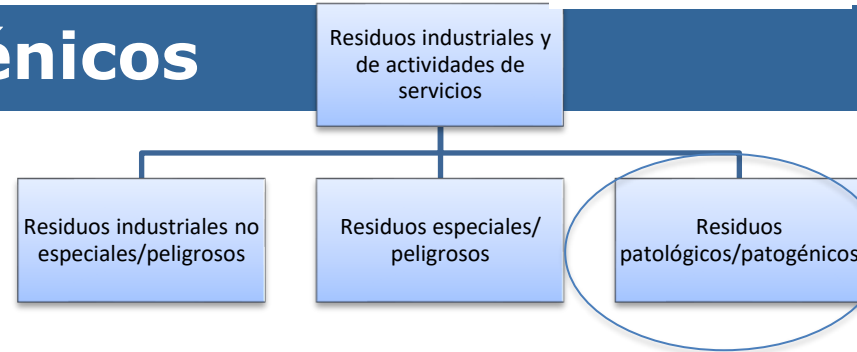 énicos
Residuos industriales y
de actividades de
servicios
Residuos industriales no
especiales/peligrosos
Residuos especiales/
peligrosos
Residuos
patológicos/patogénicos